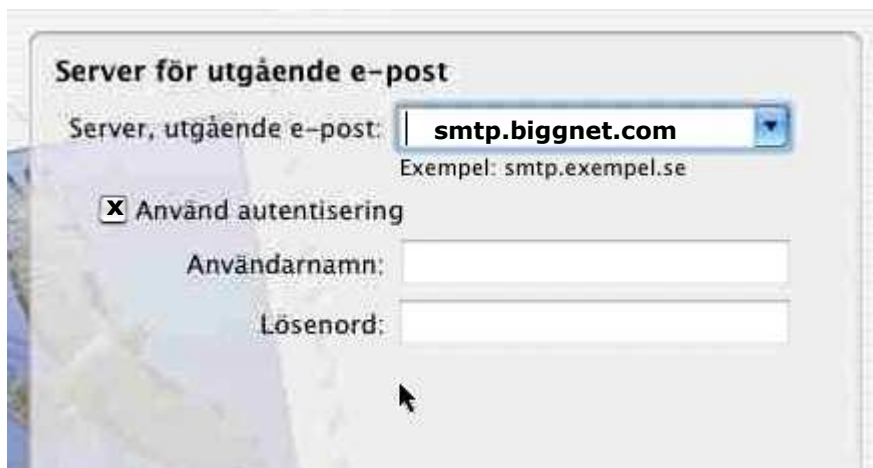 Server för utgående e-post
Server, utgående e-post: smtp.biggnet.com
Exempel: smtp.exempel.se
X Använd autentisering
Användarnamn:
Lösenord: